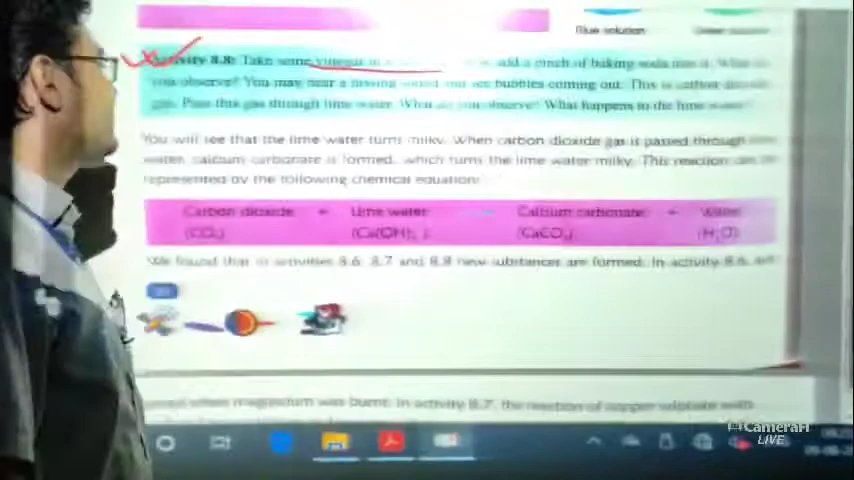 Blue solution Green solution
Activity 8.8: Take some vinegar in add a pinch of baking soda into it. What
you observe? You may hear a hissing sound and see bubbles coming out. This is carbon dioxide
gas. Pass this gas through lime water. What do you observe? What happens to the lime water?
You will see that the lime water turns milky. When carbon dioxide gas is passed through lime
water, calcium carbonate is formed, which turns the lime water milky. This reaction can be
represented by the following chemical equation:
Carbon dioxide + Lime water Calcium carbonate + Water
(CO₂) (Ca(OH)₂) (CaCO₃) (H₂O)
We found that in activities 8.6, 8.7 and 8.8 new substances are formed. In activity 8.6, ash
formed when magnesium was burnt. In activity 8.7, the reaction of copper sulphate with
CameraFi
LIVE